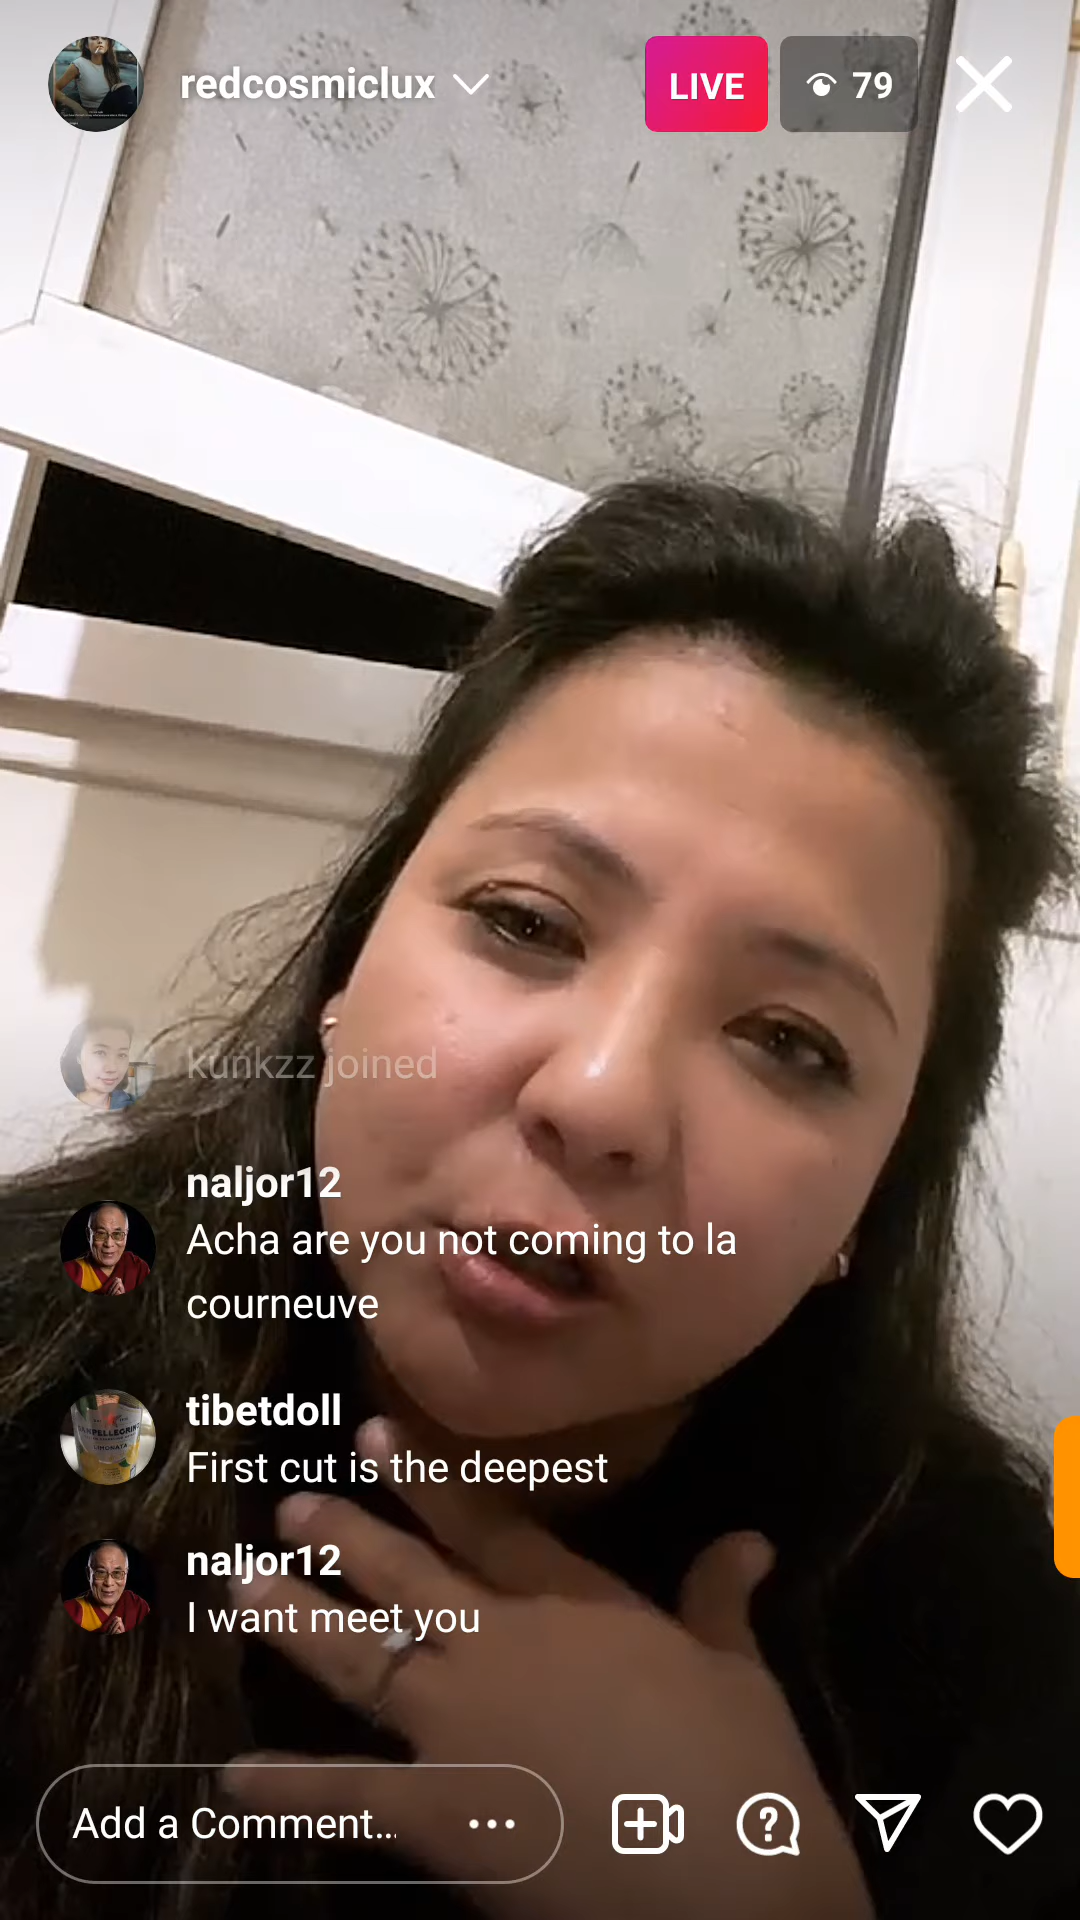 redcosmiclux
LIVE
79
kunkzz joined
naljor12
Acha are you not coming to la
courneuve
tibetdoll
First cut is the deepest
naljor12
I want meet you
Add a Comment...